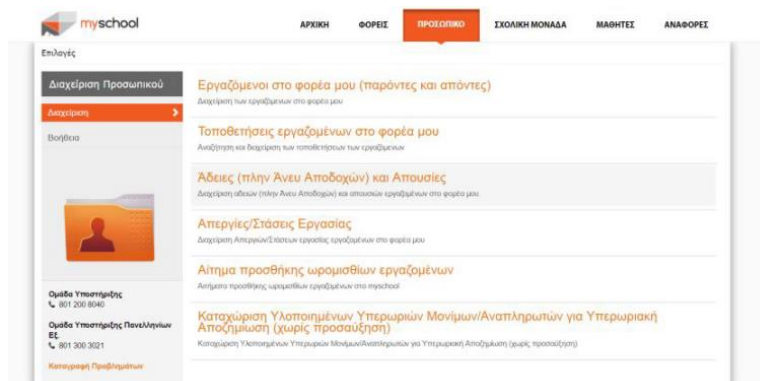 myschool
ΑΡΧΙΚΗ ΦΟΡΕΙΣ ΠΡΟΣΩΠΙΚΟ ΣΧΟΛΙΚΗ ΜΟΝΑΔΑ ΜΑΘΗΤΕΣ ΑΝΑΦΟΡΕΣ
Επιλογές
Διαχείριση Προσωπικού
Διαχείριση
Βοήθεια
Ομάδα Υποστήριξης
801 200 8040
Ομάδα Υποστήριξης Πανελληνίων
Εξ.
801 300 3021
Καταγραφή Προβλημάτων
Εργαζόμενοι στο φορέα μου (παρόντες και απόντες)
Διαχείριση των εργαζόμενων στο φορέα μου
Τοποθετήσεις εργαζομένων στο φορέα μου
Αναζήτηση και διαχείριση των τοποθετήσεων των εργαζόμενων
Άδειες (πλην Άνευ Αποδοχών) και Απουσίες
Διαχείριση αδειών (πλην Άνευ Αποδοχών) και απουσιών εργαζομένων στο φορέα μου.
Απεργίες/Στάσεις Εργασίας
Διαχείριση Απεργιών/Στάσεων εργασίας εργαζομένων στο φορέα μου
Αίτημα προσθήκης ωρομισθίων εργαζομένων
Αιτήματα προσθήκης ωρομισθίων εργαζομένων στο myschool
Καταχώριση Υλοποιημένων Υπερωριών Μονίμων/Αναπληρωτών για Υπερωριακή
Αποζημίωση (χωρίς προσαύξηση)
Καταχώριση Υλοποιημένων Υπερωριών Μονίμων/Αναπληρωτών για Υπερωριακή Αποζημίωση (χωρίς προσαύξηση)